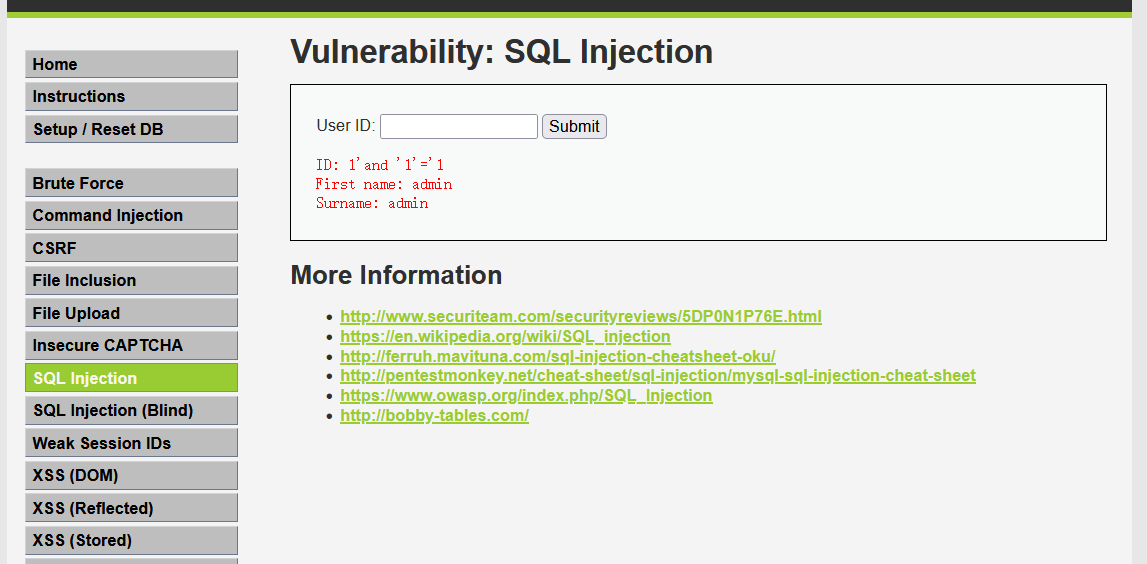 Home
Instructions
Setup / Reset DB
Brute Force
Command Injection
CSRF
File Inclusion
File Upload
Insecure CAPTCHA
SQL Injection
SQL Injection (Blind)
Weak Session IDs
XSS (DOM)
XSS (Reflected)
XSS (Stored)
Vulnerability: SQL Injection
User ID: Submit
ID: 1'and '1'='1
First name: admin
Surname: admin
More Information
http://www.securiteam.com/securityreviews/5DP0N1P76E.html
https://en.wikipedia.org/wiki/SQL_injection
http://ferruh.mavituna.com/sql-injection-cheatsheet-oku/
http://pentestmonkey.net/cheat-sheet/sql-injection/mysql-sql-injection-cheat-sheet
https://www.owasp.org/index.php/SQL_Injection
http://bobby-tables.com/